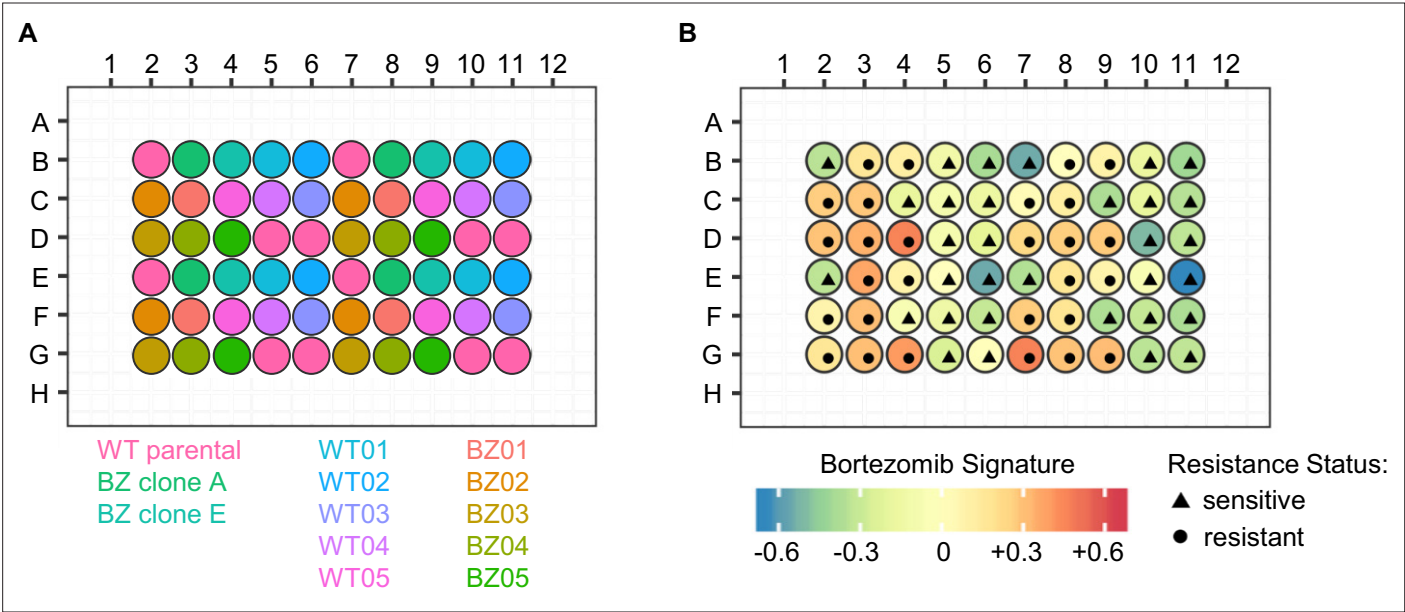 A
1 2 3 4 5 6 7 8 9 10 11 12
A
B
C
D
E
F
G
H
WT parental
BZ clone A
BZ clone E
WT01
WT02
WT03
WT04
WT05
BZ01
BZ02
BZ03
BZ04
BZ05
B
1 2 3 4 5 6 7 8 9 10 11 12
A
B
C
D
E
F
G
H
Bortezomib Signature
-0.6 -0.3 0 +0.3 +0.6
Resistance Status:
sensitive
resistant